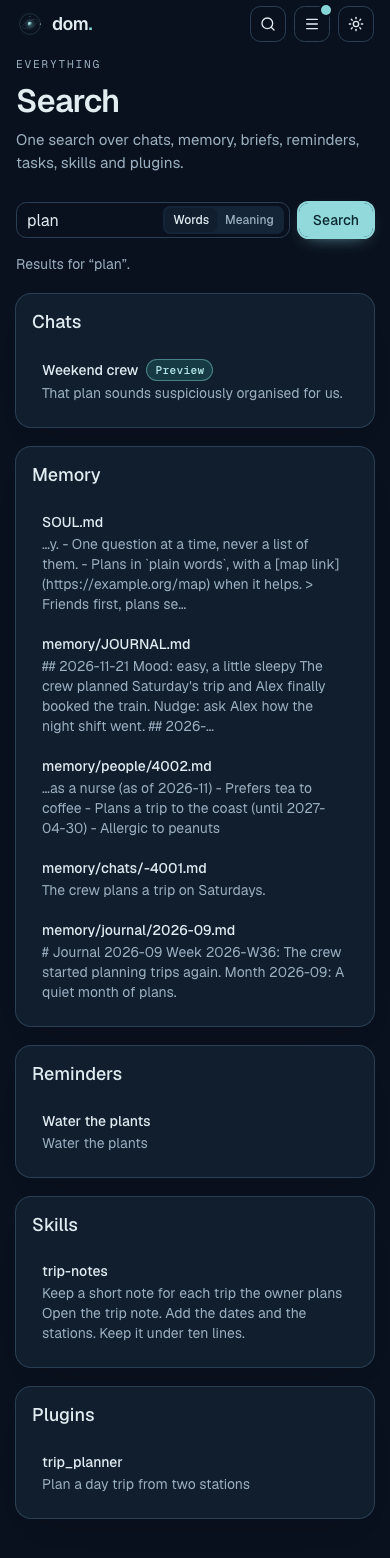 dom.
EVERYTHING
Search
One search over chats, memory, briefs, reminders,
tasks, skills and plugins.
plan
Words Meaning
Search
Results for “plan”.
Chats
Weekend crew Preview
That plan sounds suspiciously organised for us.
Memory
SOUL.md
…y. - One question at a time, never a list of
them. - Plans in `plain words`, with a [map link]
(https://example.org/map) when it helps. >
Friends first, plans se…
memory/JOURNAL.md
## 2026-11-21 Mood: easy, a little sleepy The
crew planned Saturday's trip and Alex finally
booked the train. Nudge: ask Alex how the
night shift went. ## 2026-…
memory/people/4002.md
…as a nurse (as of 2026-11) - Prefers tea to
coffee - Plans a trip to the coast (until 2027-
04-30) - Allergic to peanuts
memory/chats/-4001.md
The crew plans a trip on Saturdays.
memory/journal/2026-09.md
# Journal 2026-09 Week 2026-W36: The crew
started planning trips again. Month 2026-09: A
quiet month of plans.
Reminders
Water the plants
Water the plants
Skills
trip-notes
Keep a short note for each trip the owner plans
Open the trip note. Add the dates and the
stations. Keep it under ten lines.
Plugins
trip_planner
Plan a day trip from two stations